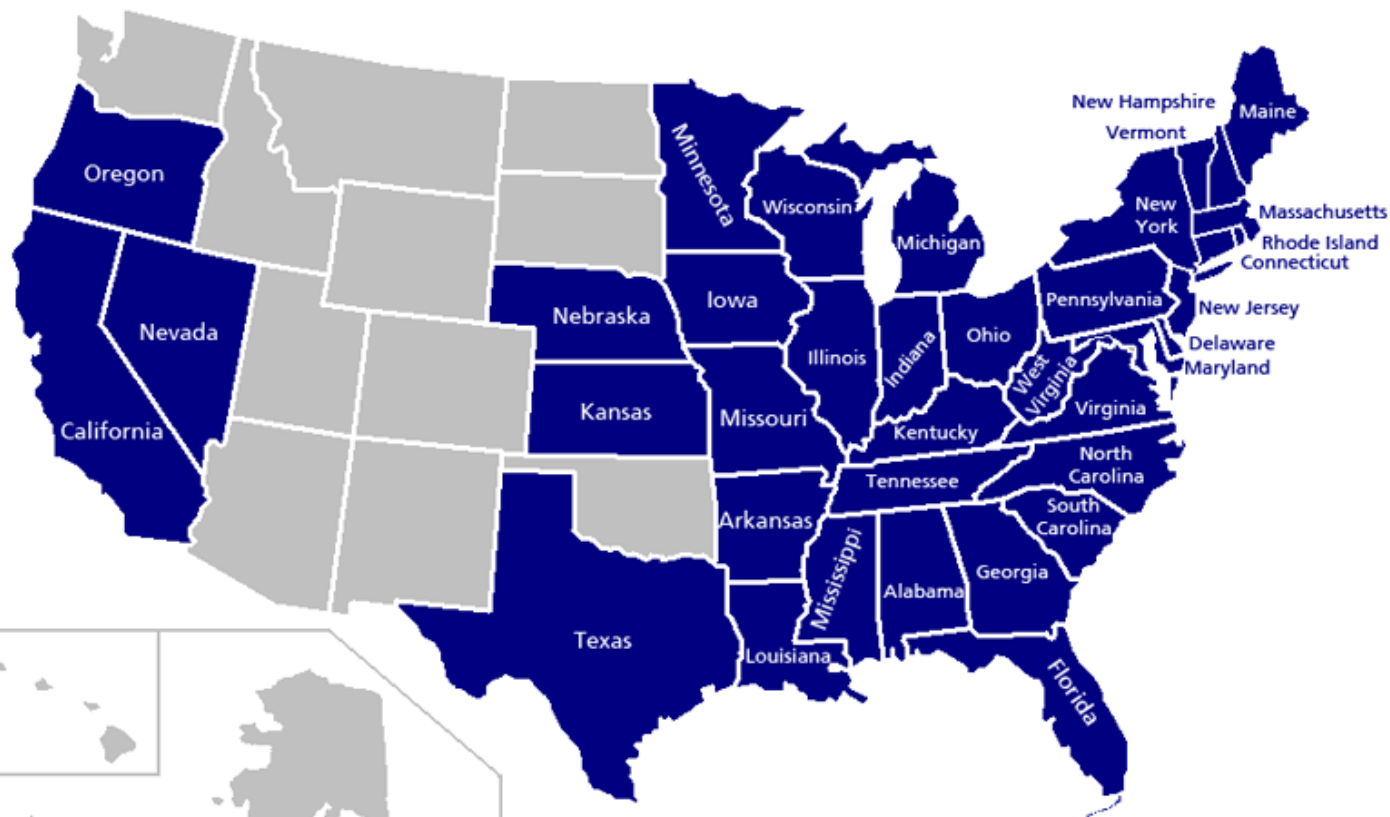 New Hampshire
Maine
Vermont
Minnesota
Oregon
Wisconsin
New
York
Massachusetts
Michigan
Rhode Island
Connecticut
Iowa
Pennsylvania
New Jersey
Nebraska
Nevada
Ohio
Delaware
Illinois
Indiana
West
Virginia
Maryland
Kansas
Virginia
California
Missouri
Kentucky
North
Carolina
Tennessee
South
Carolina
Arkansas
Mississippi
Georgia
Alabama
Texas
Louisiana
Florida